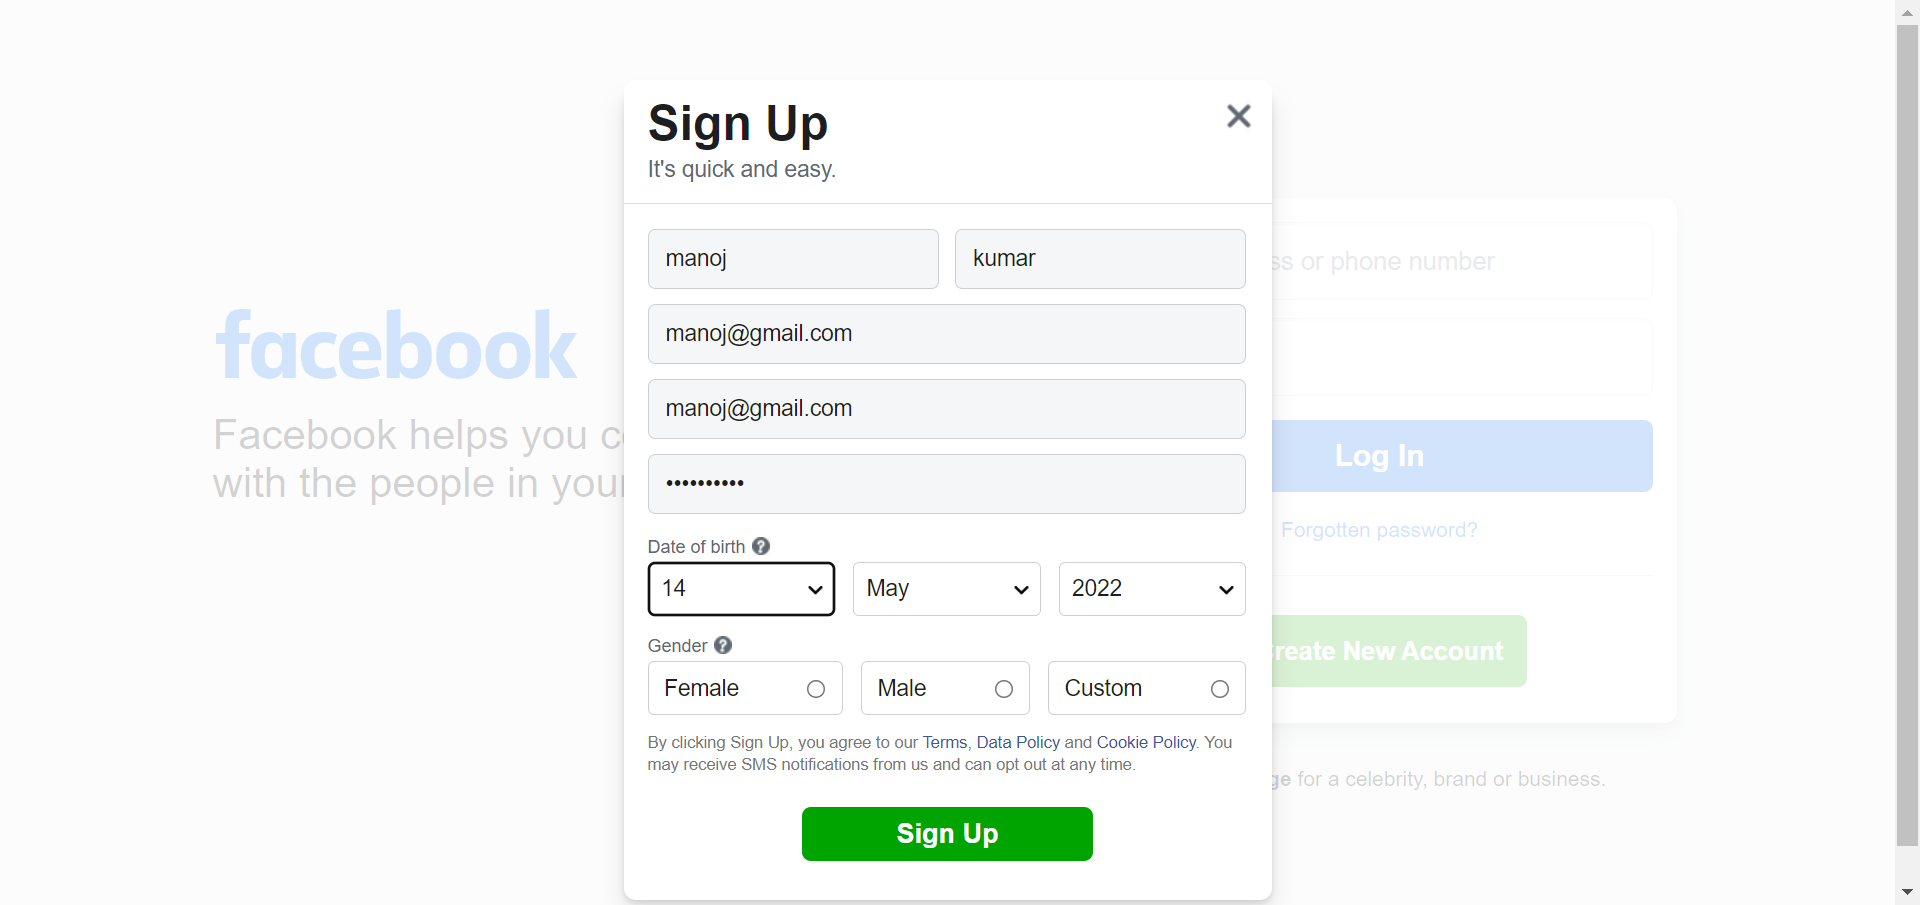 Sign Up
It's quick and easy.
manoj kumar
manoj@gmail.com
manoj@gmail.com
••••••••••
Date of birth ?
14 May 2022
Gender ?
Female Male Custom
By clicking Sign Up, you agree to our Terms, Data Policy and Cookie Policy. You
may receive SMS notifications from us and can opt out at any time.
Sign Up
facebook
Facebook helps you
with the people in your
or phone number
Log In
Forgotten password?
New Account
for a celebrity, brand or business.